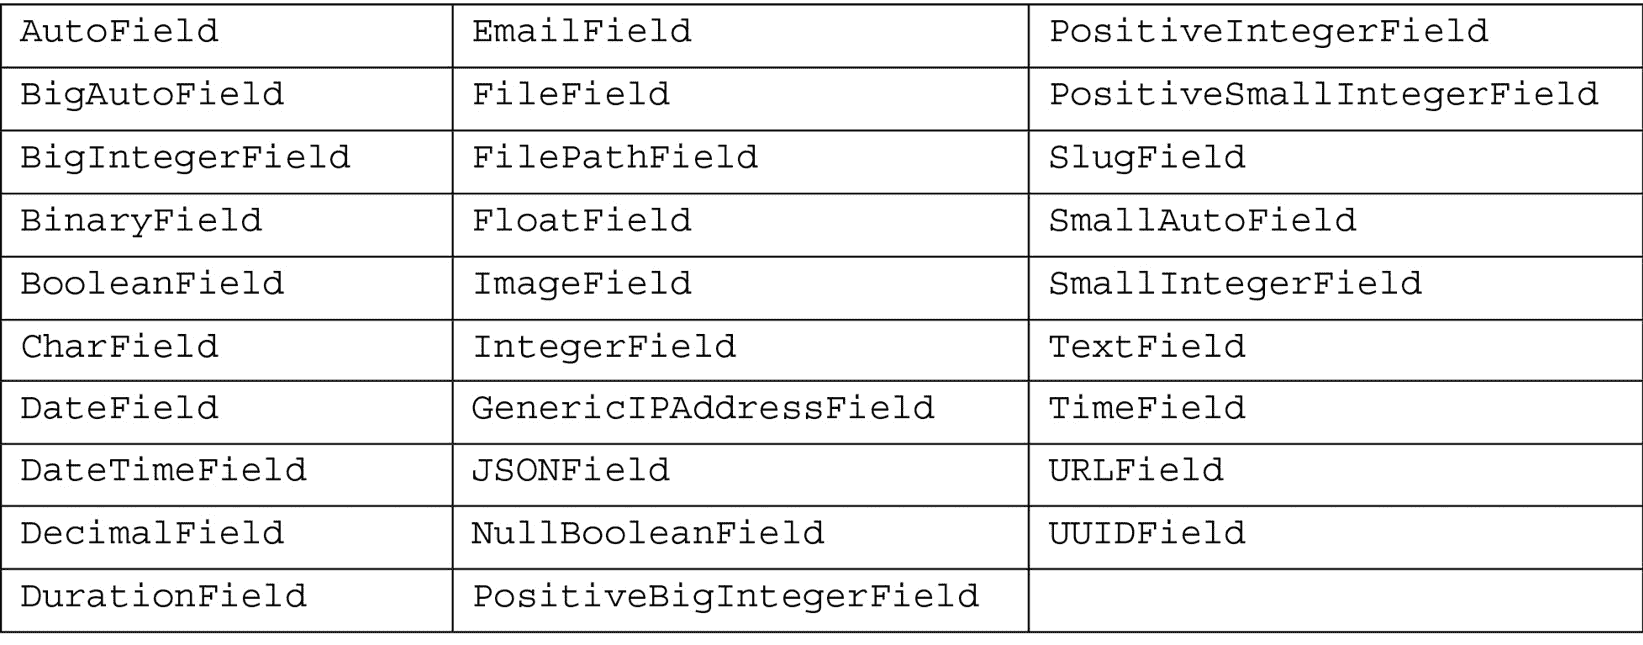 AutoField EmailField PositiveIntegerField
BigAutoField FileField PositiveSmallIntegerField
BigIntegerField FilePathField SlugField
BinaryField FloatField SmallAutoField
BooleanField ImageField SmallIntegerField
CharField IntegerField TextField
DateField GenericIPAddressField TimeField
DateTimeField JSONField URLField
DecimalField NullBooleanField UUIDField
DurationField PositiveBigIntegerField